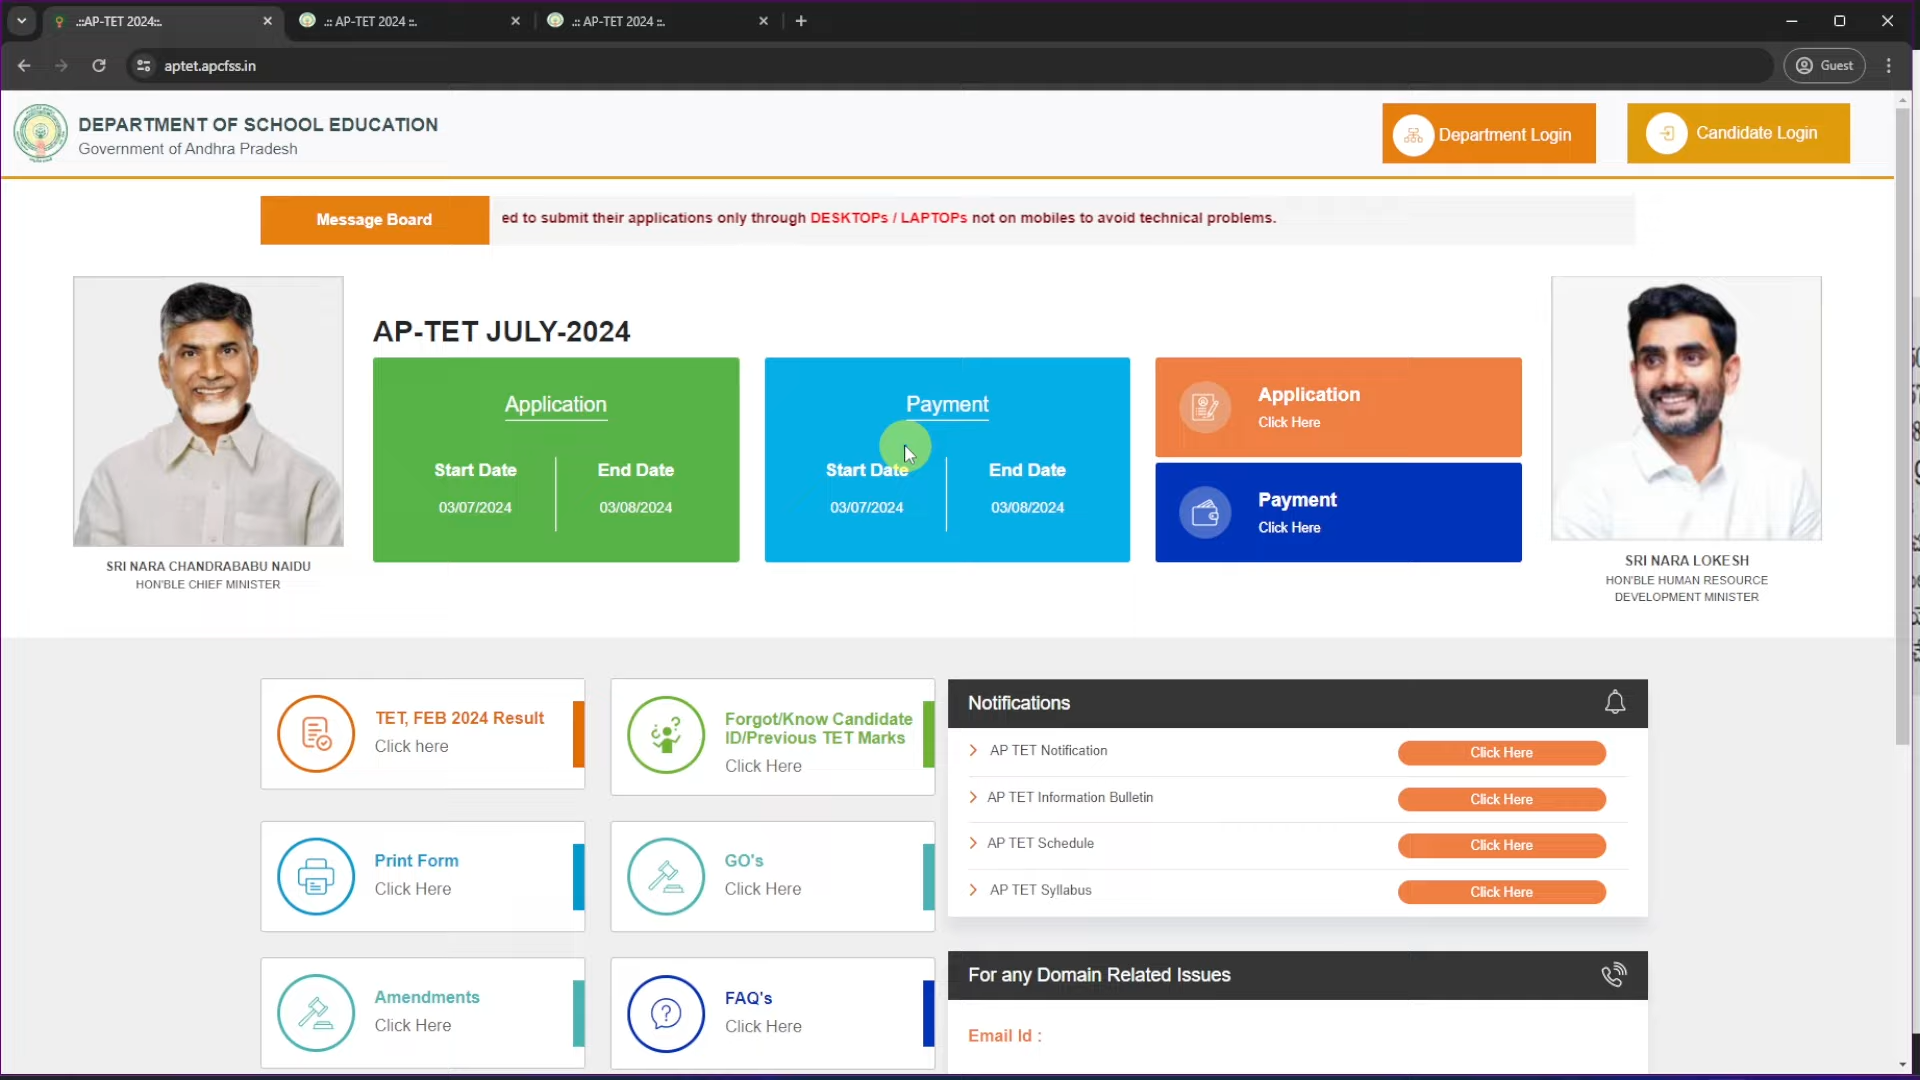 .::AP-TET 2024::.
.:: AP-TET 2024 ::.
.:: AP-TET 2024 ::.
aptet.apcfss.in
Guest
DEPARTMENT OF SCHOOL EDUCATION
Government of Andhra Pradesh
Department Login
Candidate Login
Message Board
ed to submit their applications only through DESKTOPs / LAPTOPs not on mobiles to avoid technical problems.
AP-TET JULY-2024
Application
Start Date
End Date
03/07/2024
03/08/2024
Payment
Start Date
End Date
03/07/2024
03/08/2024
Application
Click Here
Payment
Click Here
SRI NARA CHANDRABABU NAIDU
HON'BLE CHIEF MINISTER
SRI NARA LOKESH
HON'BLE HUMAN RESOURCE
DEVELOPMENT MINISTER
TET, FEB 2024 Result
Click here
Forgot/Know Candidate
ID/Previous TET Marks
Click Here
Print Form
Click Here
GO's
Click Here
Amendments
Click Here
FAQ's
Click Here
Notifications
AP TET Notification
Click Here
AP TET Information Bulletin
Click Here
AP TET Schedule
Click Here
AP TET Syllabus
Click Here
For any Domain Related Issues
Email Id :